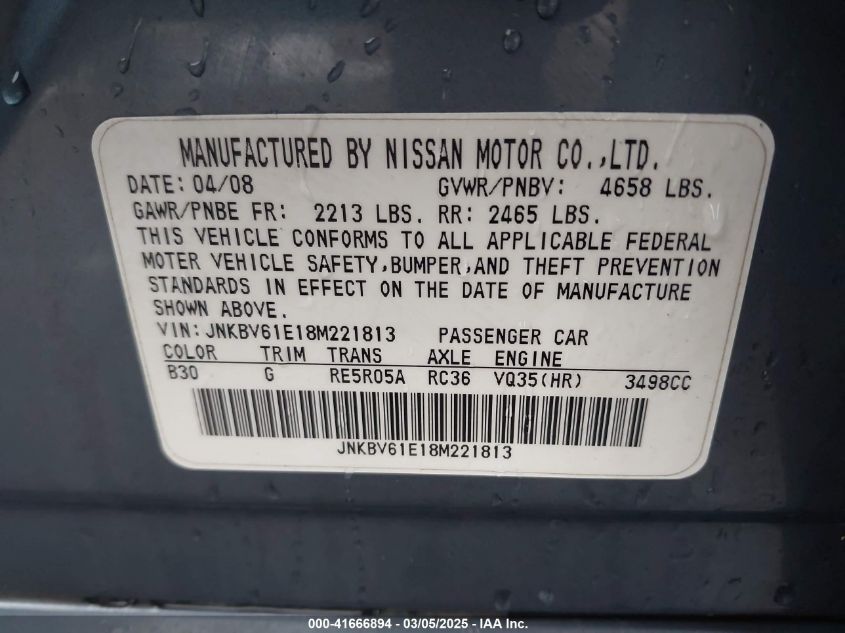 MANUFACTURED BY NISSAN MOTOR CO.,LTD.
DATE: 04/08 GVWR/PNBV: 4658 LBS.
GAWR/PNBE FR: 2213 LBS. RR: 2465 LBS.
THIS VEHICLE CONFORMS TO ALL APPLICABLE FEDERAL
MOTER VEHICLE SAFETY,BUMPER,AND THEFT PREVENTION
STANDARDS IN EFFECT ON THE DATE OF MANUFACTURE
SHOWN ABOVE.
VIN:JNKBV61E18M221813 PASSENGER CAR
COLOR TRIM TRANS AXLE ENGINE
B30 G RE5R05A RC36 VQ35(HR) 3498CC
JNKBV61E18M221813
000-41666894 - 03/05/2025 - IAA Inc.